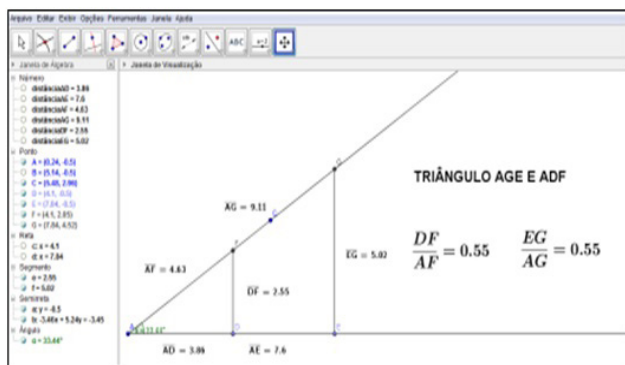 Arquivo Editar Exibir Opções Ferramentas Janela Ajuda
ABC
Janela de Álgebra
Janela de Visualização
Número
distânciaAD = 3.86
distânciaAE = 7.6
distânciaAF = 4.63
distânciaAG = 9.11
distânciaDF = 2.55
distânciaEG = 5.02
Ponto
A = (0.24, -0.5)
B = (5.14, -0.5)
C = (5.48, 2.96)
D = (4.1, -0.5)
E = (7.84, -0.5)
F = (4.1, 2.05)
G = (7.84, 4.52)
Reta
c: x = 4.1
d: x = 7.84
Segmento
e = 2.55
f = 5.02
Semirreta
a: y = -0.5
b: -3.46x + 5.24y = -3.45
Ângulo
α = 33.44°
TRIÂNGULO AGE E ADF
AG = 9.11
AF = 4.63
DF = 2.55
EG = 5.02
DF/AF = 0.55 EG/AG = 0.55
A
D
E
F
C
G
AD = 3.86 AE = 7.6